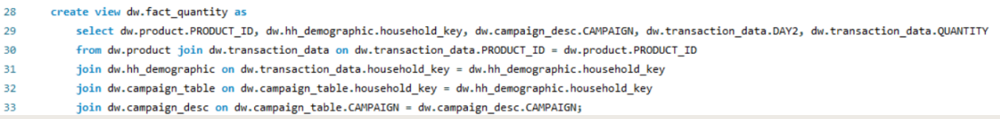 28 create view dw.fact_quantity as
29 select dw.product.PRODUCT_ID, dw.hh_demographic.household_key, dw.campaign_desc.CAMPAIGN, dw.transaction_data.DAY2, dw.transaction_data.QUANTITY
30 from dw.product join dw.transaction_data on dw.transaction_data.PRODUCT_ID = dw.product.PRODUCT_ID
31 join dw.hh_demographic on dw.transaction_data.household_key = dw.hh_demographic.household_key
32 join dw.campaign_table on dw.campaign_table.household_key = dw.hh_demographic.household_key
33 join dw.campaign_desc on dw.campaign_table.CAMPAIGN = dw.campaign_desc.CAMPAIGN;